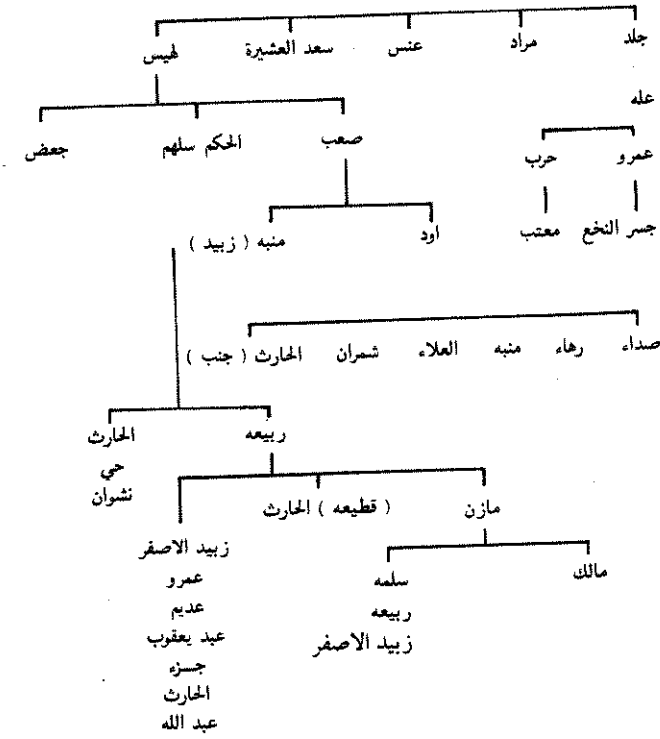 جلد مراد عنس سعد العشيرة لهيس
عله
صعب الحكم سلهم جعض
عمرو حرب
جسر النخع معتب اود منبه ( زبيد )
صداء رهاء منبه العلاء شمران الحارث ( جنب )
ربيعه الحارث
حي
نشوان
مازن ( قطيعه ) الحارث
زبيد الاصفر
مالك سلمه عمرو
ربيعه عديم
زبيد الاصفر عبد يعقوب
جسزء
الحارث
عبد الله